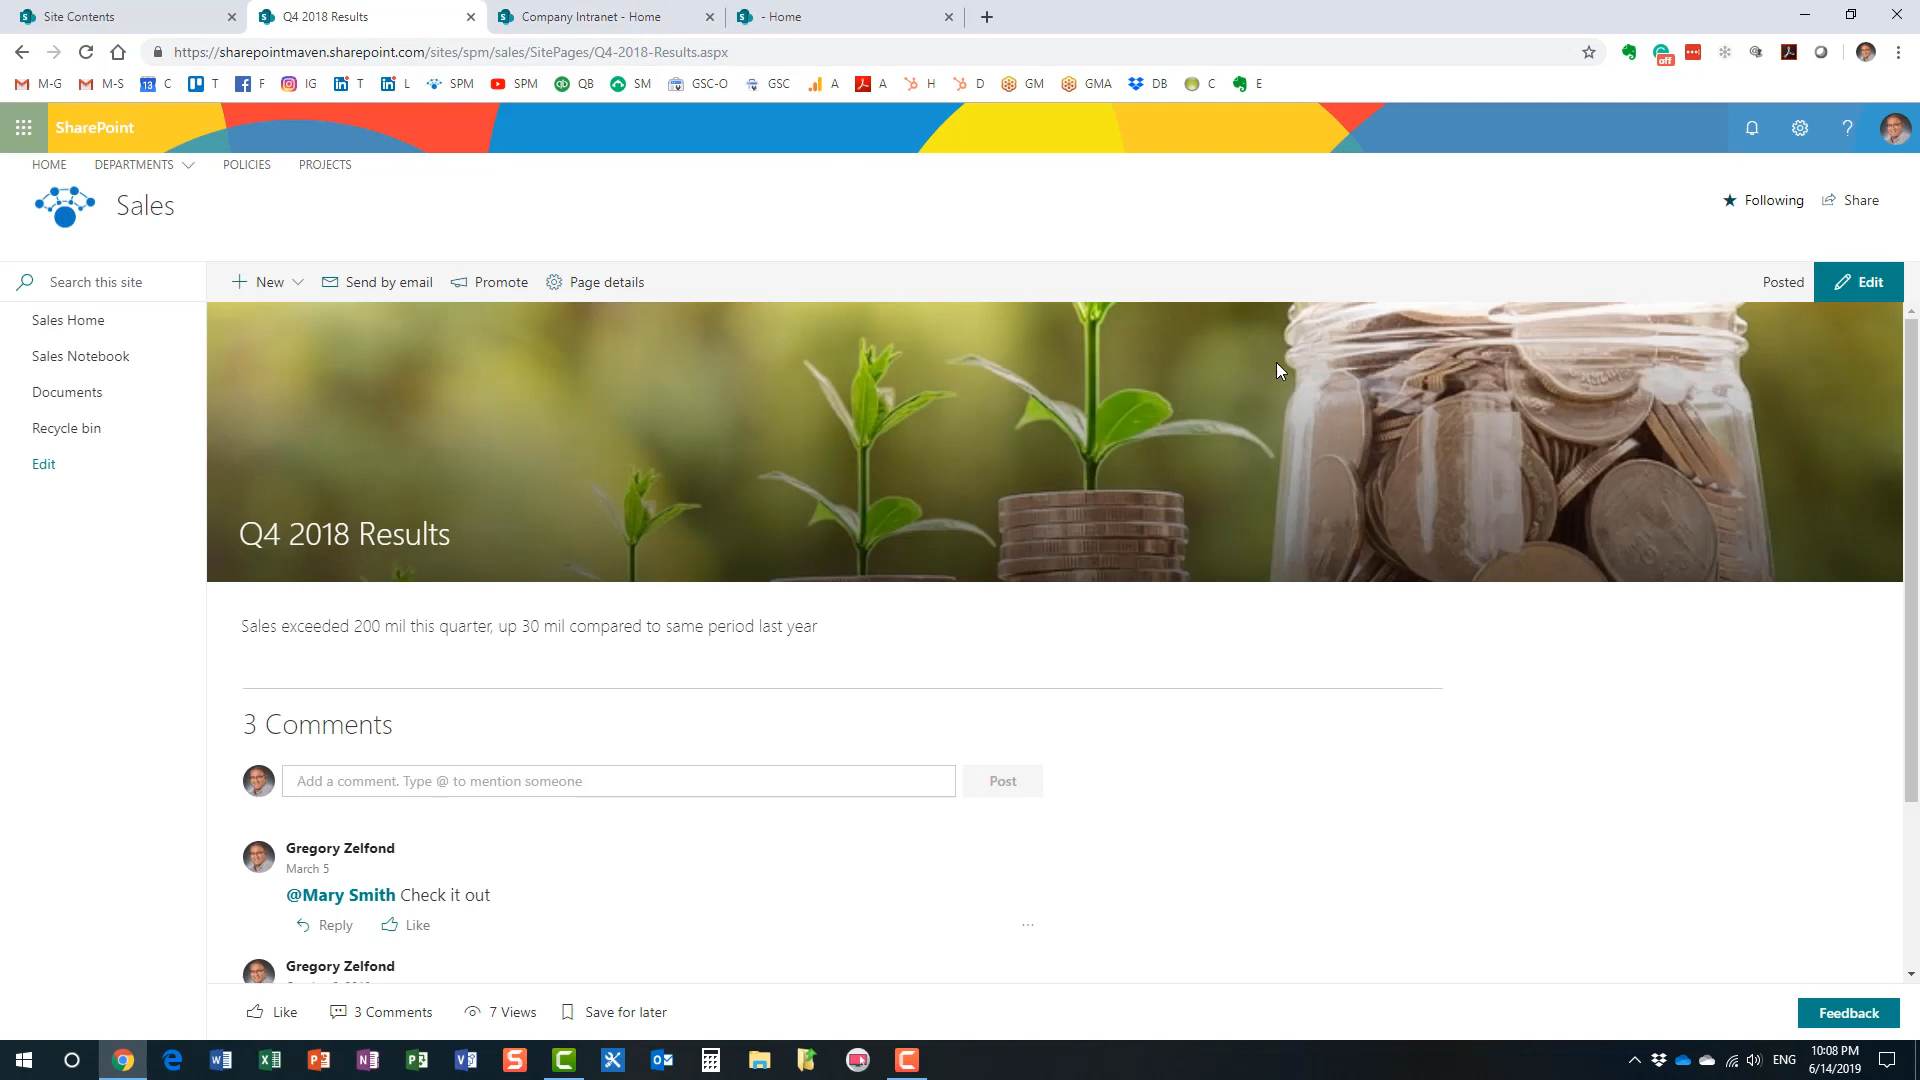 Site Contents
Q4 2018 Results
Company Intranet - Home
- Home
https://sharepointmaven.sharepoint.com/sites/spm/sales/SitePages/Q4-2018-Results.aspx
off
M-G M-S 13 C T F IG T L SPM SPM QB SM GSC-O GSC A A H D GM GMA DB C E
SharePoint
HOME DEPARTMENTS POLICIES PROJECTS
Sales
Following Share
Search this site
New Send by email Promote Page details
Posted Edit
Sales Home
Sales Notebook
Documents
Recycle bin
Edit
Q4 2018 Results
Sales exceeded 200 mil this quarter, up 30 mil compared to same period last year
3 Comments
Add a comment. Type @ to mention someone
Post
Gregory Zelfond
March 5
@Mary Smith Check it out
Reply Like
...
Gregory Zelfond
Like 3 Comments 7 Views Save for later
Feedback
ENG
10:08 PM
6/14/2019